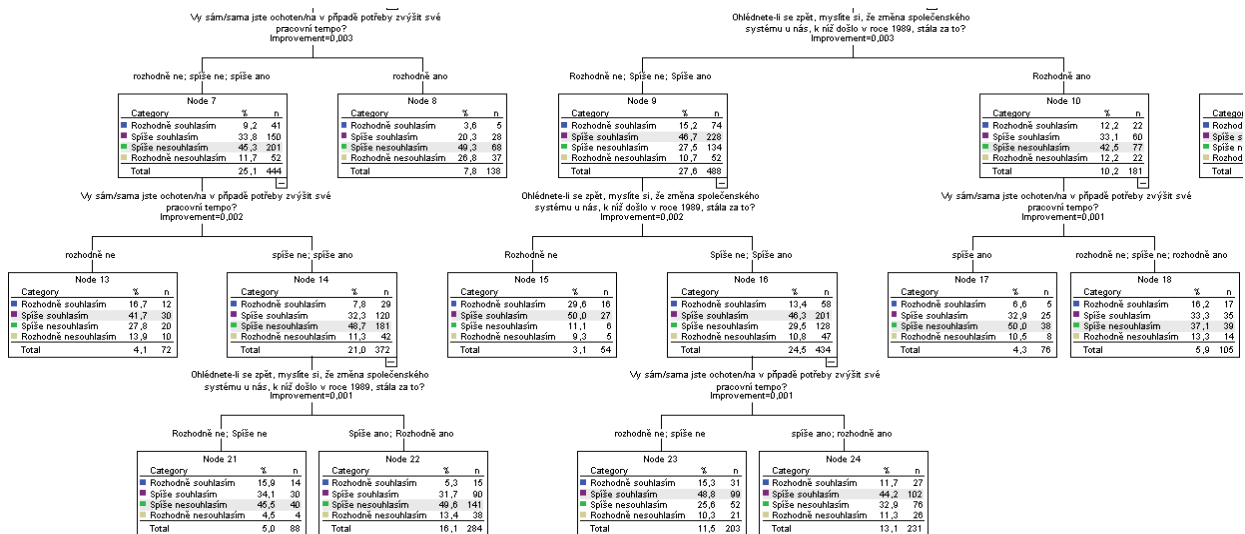 Vy sám/sama jste ochoten/na v případě potřeby zvýšit své
pracovní tempo?
Improvement=0,003
Ohlédnete-li se zpět, myslíte si, že změna společenského
systému u nás, k níž došlo v roce 1989, stála za to?
Improvement=0,003
rozhodně ne; spíše ne; spíše ano
rozhodně ano
Rozhodně ne; Spíše ne; Spíše ano
Rozhodně ano
Node 7
Category % n
Rozhodně souhlasím 9,2 41
Spíše souhlasím 33,8 150
Spíše nesouhlasím 45,3 201
Rozhodně nesouhlasím 11,7 52
Total 25,1 444
Node 8
Category % n
Rozhodně souhlasím 3,6 5
Spíše souhlasím 20,3 28
Spíše nesouhlasím 49,3 68
Rozhodně nesouhlasím 26,8 37
Total 7,8 138
Node 9
Category % n
Rozhodně souhlasím 15,2 74
Spíše souhlasím 46,7 228
Spíše nesouhlasím 27,5 134
Rozhodně nesouhlasím 10,7 52
Total 27,6 488
Node 10
Category % n
Rozhodně souhlasím 12,2 22
Spíše souhlasím 33,1 60
Spíše nesouhlasím 42,5 77
Rozhodně nesouhlasím 12,2 22
Total 10,2 181
Total
Vy sám/sama jste ochoten/na v případě potřeby zvýšit své
pracovní tempo?
Improvement=0,002
Ohlédnete-li se zpět, myslíte si, že změna společenského
systému u nás, k níž došlo v roce 1989, stála za to?
Improvement=0,002
Vy sám/sama jste ochoten/na v případě potřeby zvýšit své
pracovní tempo?
Improvement=0,001
rozhodně ne
spíše ne; spíše ano
Rozhodně ne
Spíše ne; Spíše ano
spíše ano
rozhodně ne; spíše ne; rozhodně ano
Node 13
Category % n
Rozhodně souhlasím 16,7 12
Spíše souhlasím 41,7 30
Spíše nesouhlasím 27,8 20
Rozhodně nesouhlasím 13,9 10
Total 4,1 72
Node 14
Category % n
Rozhodně souhlasím 7,8 29
Spíše souhlasím 32,3 120
Spíše nesouhlasím 48,7 181
Rozhodně nesouhlasím 11,3 42
Total 21,0 372
Node 15
Category % n
Rozhodně souhlasím 29,6 16
Spíše souhlasím 50,0 27
Spíše nesouhlasím 11,1 6
Rozhodně nesouhlasím 9,3 5
Total 3,1 54
Node 16
Category % n
Rozhodně souhlasím 13,4 58
Spíše souhlasím 46,3 201
Spíše nesouhlasím 29,5 128
Rozhodně nesouhlasím 10,8 47
Total 24,5 434
Node 17
Category % n
Rozhodně souhlasím 6,6 5
Spíše souhlasím 32,9 25
Spíše nesouhlasím 50,0 38
Rozhodně nesouhlasím 10,5 8
Total 4,3 76
Node 18
Category % n
Rozhodně souhlasím 16,2 17
Spíše souhlasím 33,3 35
Spíše nesouhlasím 37,1 39
Rozhodně nesouhlasím 13,3 14
Total 5,9 105
Ohlédnete-li se zpět, myslíte si, že změna společenského
systému u nás, k níž došlo v roce 1989, stála za to?
Improvement=0,001
Vy sám/sama jste ochoten/na v případě potřeby zvýšit své
pracovní tempo?
Improvement=0,001
Rozhodně ne; Spíše ne
Spíše ano; Rozhodně ano
rozhodně ne; spíše ne
spíše ano; rozhodně ano
Node 21
Category % n
Rozhodně souhlasím 15,9 14
Spíše souhlasím 34,1 30
Spíše nesouhlasím 45,5 40
Rozhodně nesouhlasím 4,5 4
Total 5,0 88
Node 22
Category % n
Rozhodně souhlasím 5,3 15
Spíše souhlasím 31,7 90
Spíše nesouhlasím 49,6 141
Rozhodně nesouhlasím 13,4 38
Total 16,1 284
Node 23
Category % n
Rozhodně souhlasím 15,3 31
Spíše souhlasím 48,8 99
Spíše nesouhlasím 25,6 52
Rozhodně nesouhlasím 10,3 21
Total 11,5 203
Node 24
Category % n
Rozhodně souhlasím 11,7 27
Spíše souhlasím 44,2 102
Spíše nesouhlasím 32,9 76
Rozhodně nesouhlasím 11,3 26
Total 13,1 231